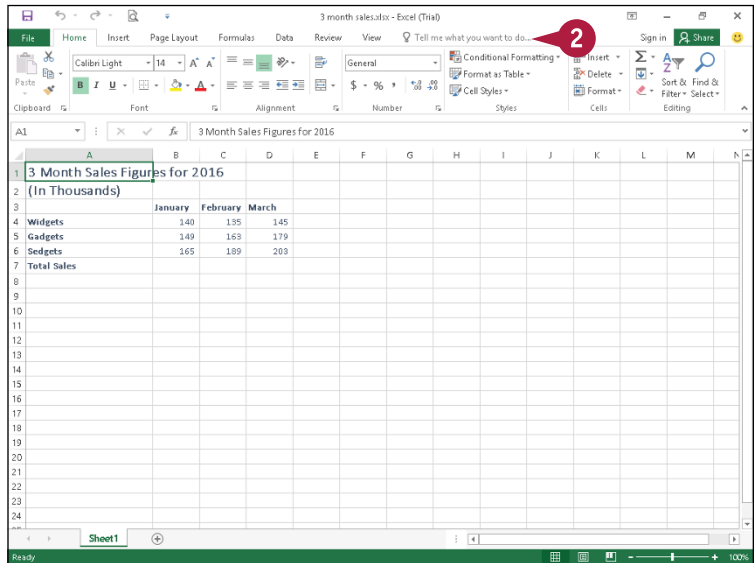 3 month sales.xlsx - Excel (Trial)
File Home Insert Page Layout Formulas Data Review View Tell me what you want to do... Sign in Share
2
Paste
Calibri Light 14 A A
B I U A
General
$ % , .00 .0
Conditional Formatting
Format as Table
Cell Styles
Insert
Delete
Format
Σ
A Z
Sort & Filter
Find & Select
Clipboard Font Alignment Number Styles Cells Editing
A1 fx 3 Month Sales Figures for 2016
A B C D E F G H I J K L M N
1 3 Month Sales Figures for 2016
2 (In Thousands)
3 January February March
4 Widgets 140 135 145
5 Gadgets 149 163 179
6 Sedgets 165 189 203
7 Total Sales
8
9
10
11
12
13
14
15
16
17
18
19
20
21
22
23
24
Sheet1
Ready 100%